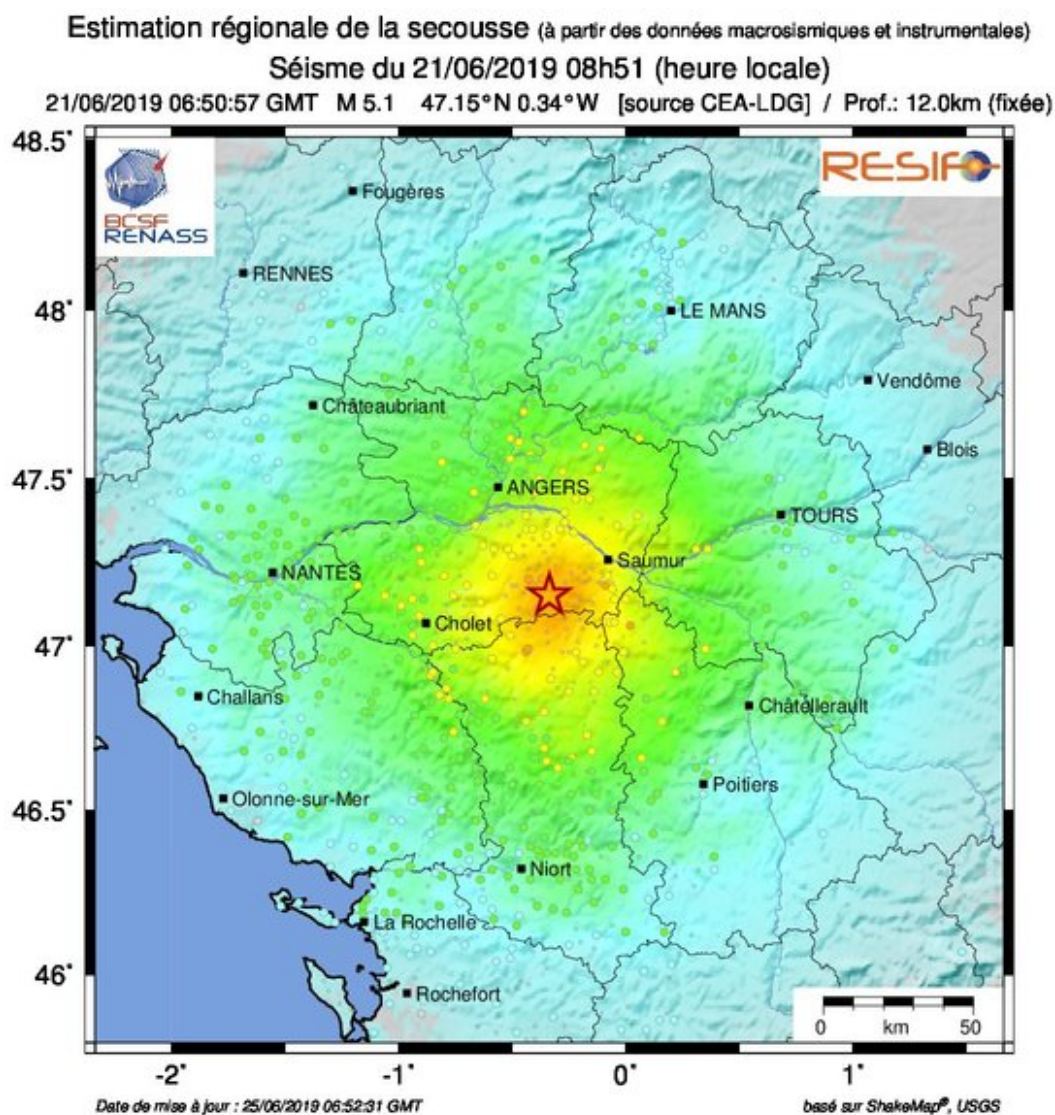 Estimation régionale de la secousse (à partir des données macrosismiques et instrumentales)
Séisme du 21/06/2019 08h51 (heure locale)
21/06/2019 06:50:57 GMT M 5.1 47.15°N 0.34°W [source CEA-LDG] / Prof.: 12.0km (fixée)
48.5°
BCSF
RENASS
RESIF
Fougères
RENNES
48°
LE MANS
Vendôme
Châteaubriant
Blois
47.5°
ANGERS
TOURS
Saumur
NANTES
Cholet
47°
Challans
Châtellerault
Poitiers
Olonne-sur-Mer
46.5°
Niort
La Rochelle
46°
Rochefort
0 km 50
-2° -1° 0° 1°
Date de mise à jour : 25/06/2019 06:52:31 GMT
basé sur ShakeMap®, USGS